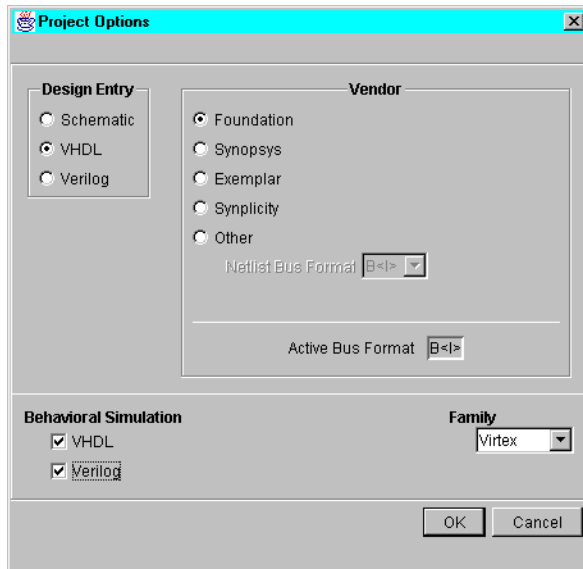 Project Options
Design Entry
Schematic
VHDL
Verilog
Vendor
Foundation
Synopsys
Exemplar
Synplicity
Other
Netlist Bus Format B<I>
Active Bus Format B<I>
Behavioral Simulation
VHDL
Verilog
Family
Virtex
OK Cancel